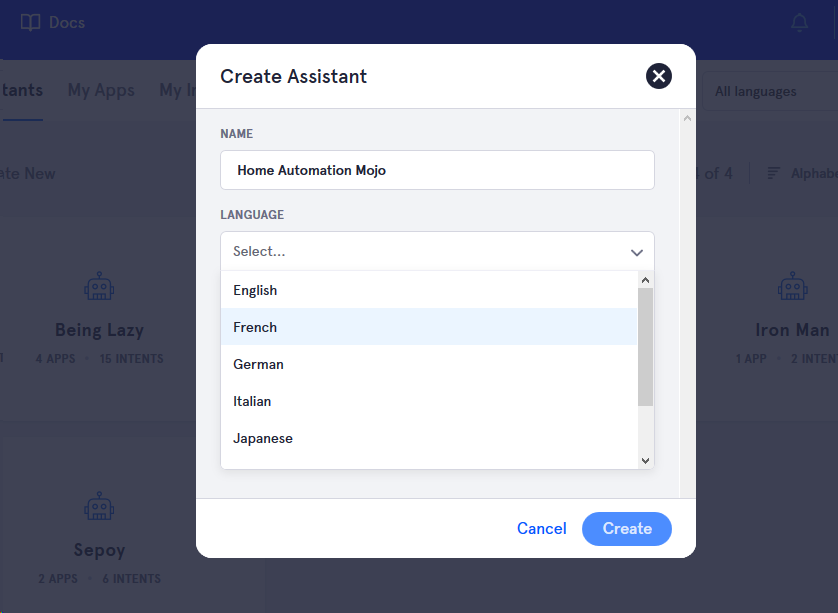 Docs
Create Assistant
tants My Apps My In
All languages
NAME
Home Automation Mojo
ate New
of 4
Alphabe
LANGUAGE
Select...
English
French
German
Italian
Japanese
Being Lazy
4 APPS · 15 INTENTS
Iron Man
1 APP · 2 INTEN
Cancel
Create
Sepoy
2 APPS · 6 INTENTS